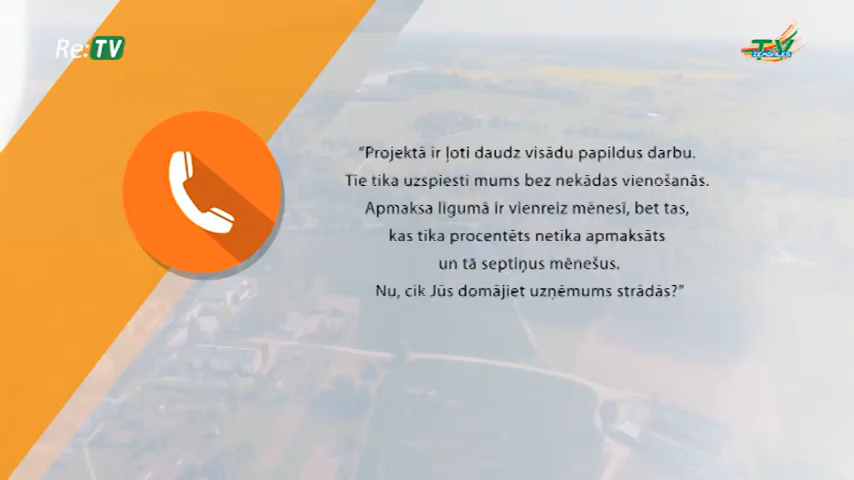 Re:TV
TV
ZEMGALES
“Projektā ir ļoti daudz visādu papildus darbu.
Tie tika uzspiesti mums bez nekādas vienošanās.
Apmaksa līgumā ir vienreiz mēnesī, bet tas,
kas tika procentēts netika apmaksāts
un tā septiņus mēnešus.
Nu, cik Jūs domājiet uzņēmums strādās?”